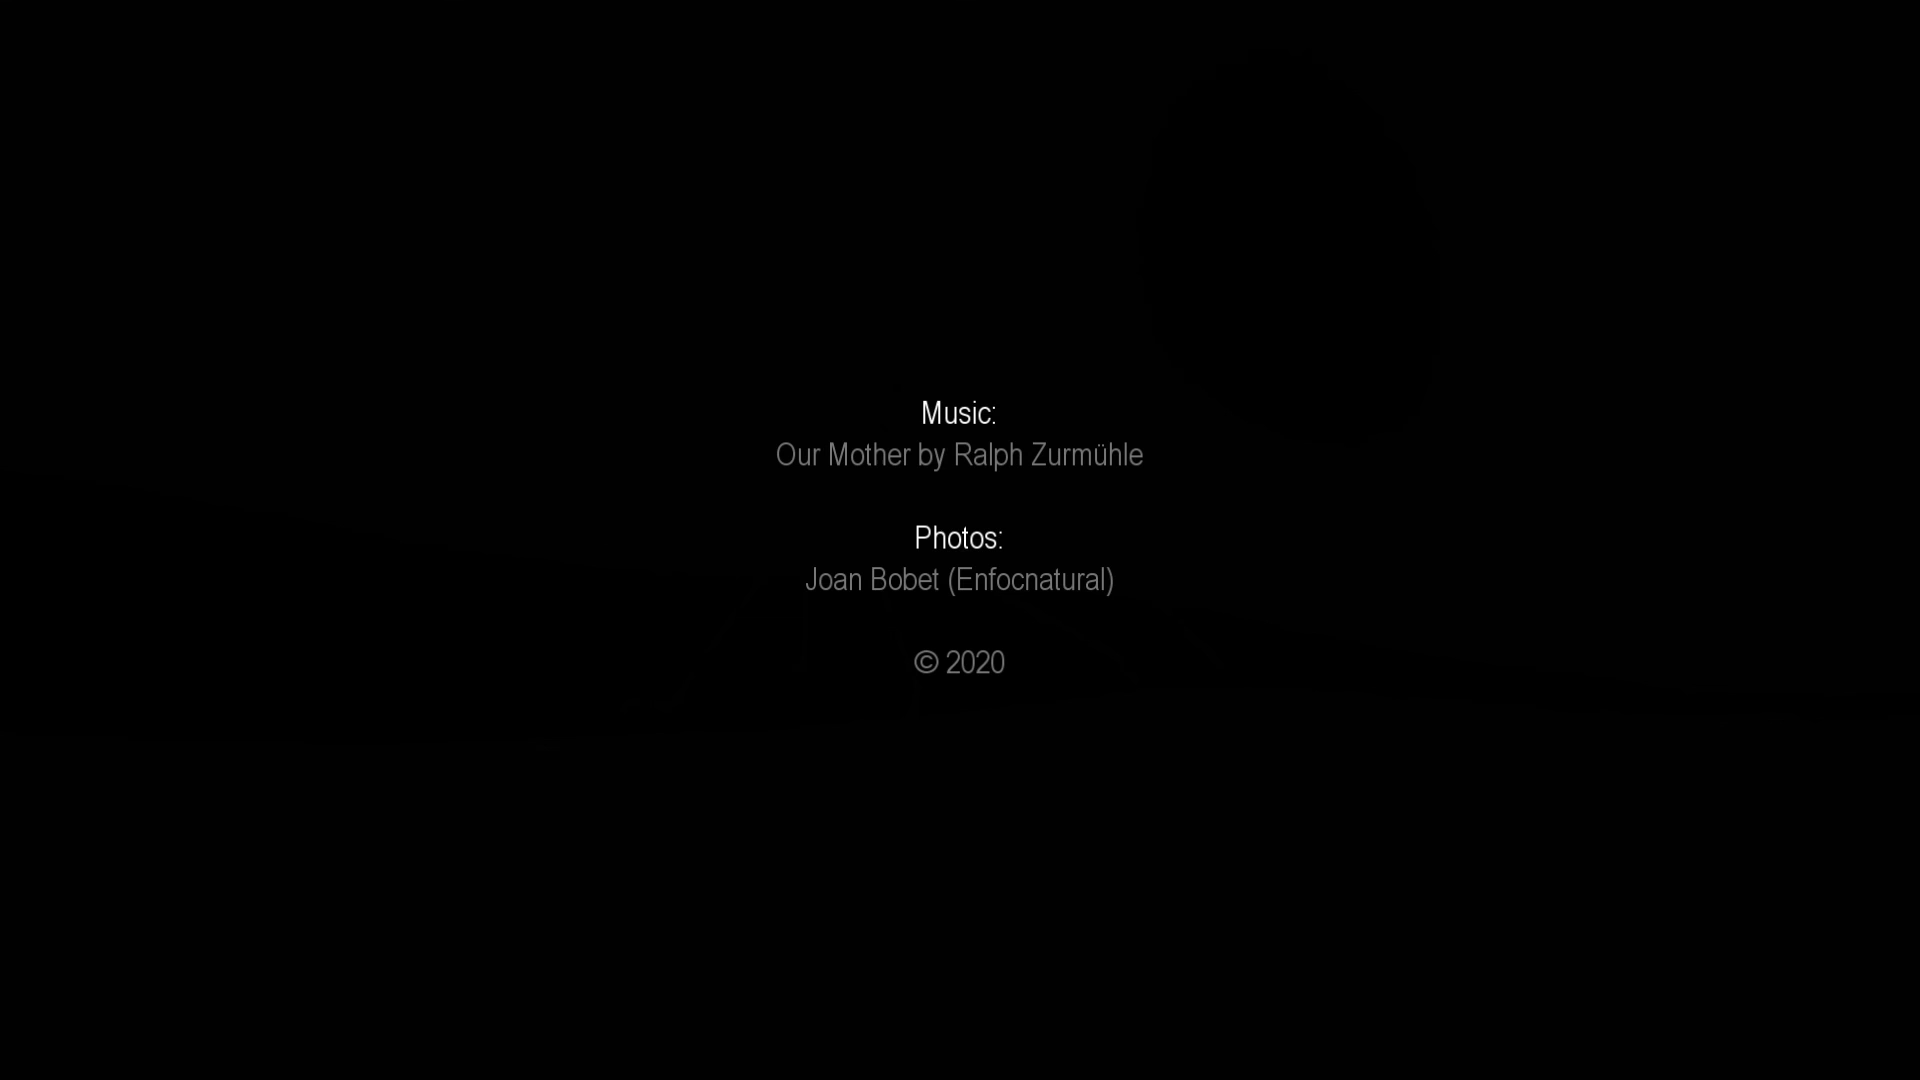 Music:
Our Mother by Ralph Zurmühle
Photos:
Joan Bobet (Enfocnatural)
© 2020